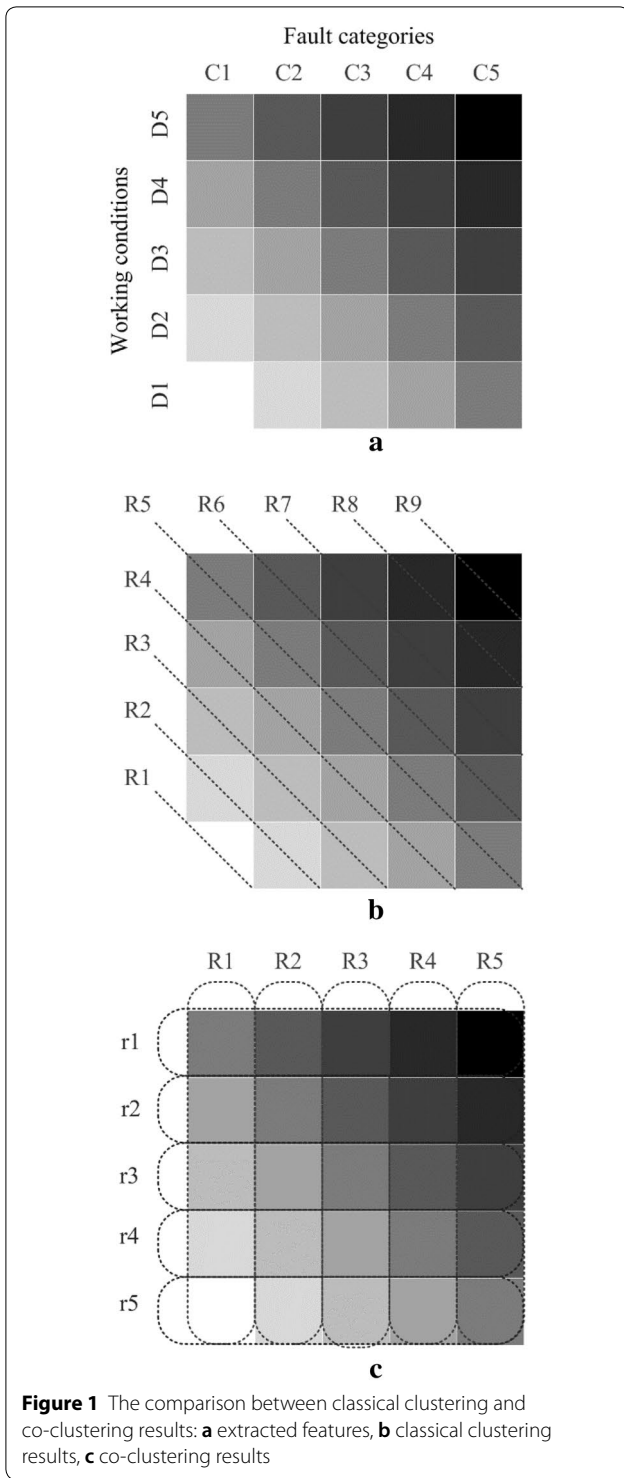 Fault categories
C1 C2 C3 C4 C5
Working conditions
D5
D4
D3
D2
D1
a
R5 R6 R7 R8 R9
R4
R3
R2
R1
b
R1 R2 R3 R4 R5
r1
r2
r3
r4
r5
c
Figure 1 The comparison between classical clustering and
co-clustering results: a extracted features, b classical clustering
results, c co-clustering results